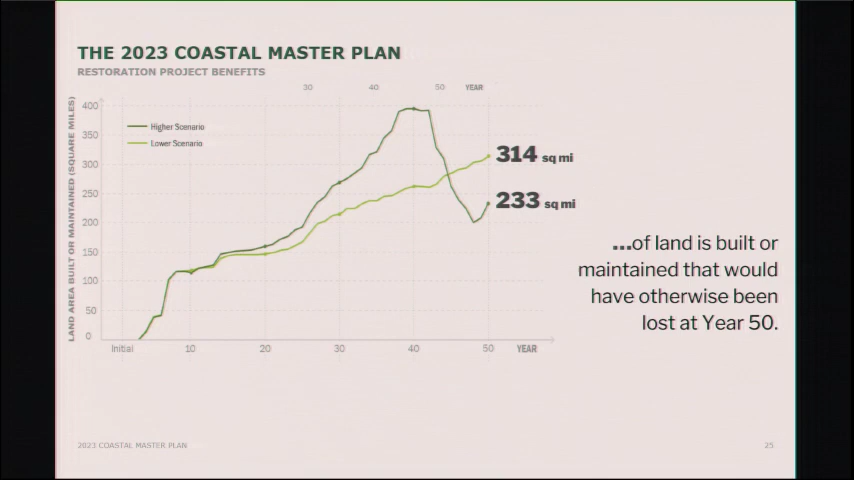 THE 2023 COASTAL MASTER PLAN
RESTORATION PROJECT BENEFITS
30 40 50 YEAR
LAND AREA BUILT OR MAINTAINED (SQUARE MILES)
400
350
300
250
200
150
100
50
0
Higher Scenario
Lower Scenario
314 sq mi
233 sq mi
...of land is built or
maintained that would
have otherwise been
lost at Year 50.
Initial 10 20 30 40 50 YEAR
2023 COASTAL MASTER PLAN
25